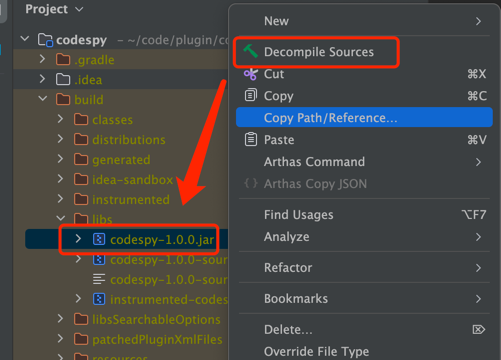 Project
codespy ~/code/plugin/co
.gradle
.idea
build
classes
distributions
generated
idea-sandbox
instrumented
libs
codespy-1.0.0.jar
codespy-1.0.0-sour
codespy-1.0.0-sour
instrumented-codes
libsSearchableOptions
patchedPluginXmlFiles
resources
New
Decompile Sources
Cut ⌘X
Copy ⌘C
Copy Path/Reference...
Paste ⌘V
Arthas Command
Arthas Copy JSON
Find Usages ⌥F7
Analyze
Refactor
Bookmarks
Delete... ⌦
Override File Type